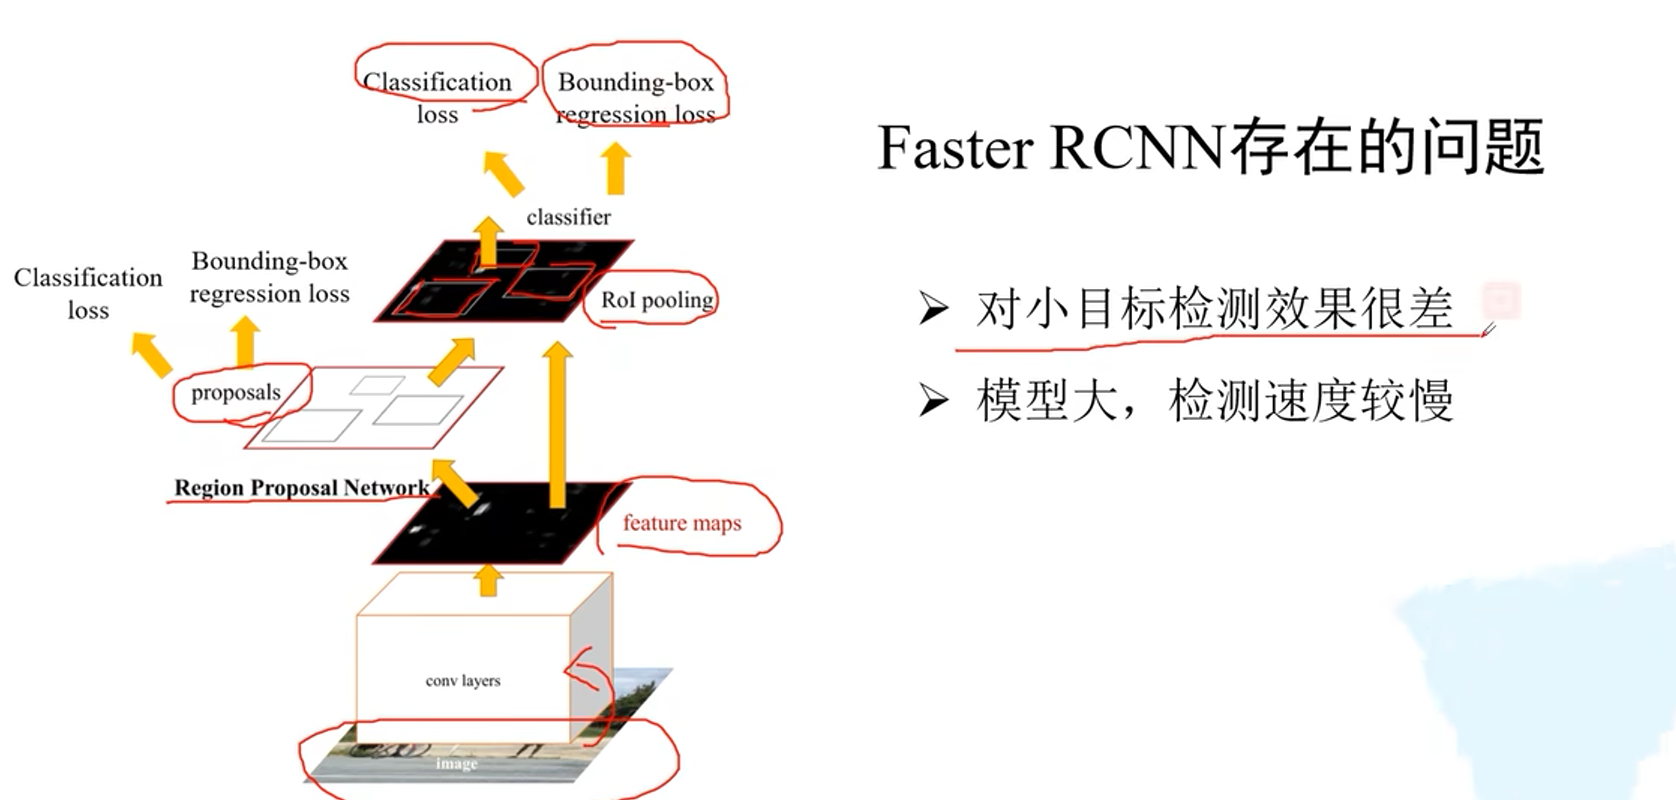 Classification
loss
Bounding-box
regression loss
classifier
Classification
loss
Bounding-box
regression loss
RoI pooling
proposals
Region Proposal Network
feature maps
conv layers
image
Faster RCNN存在的问题
➢ 对小目标检测效果很差
➢ 模型大，检测速度较慢